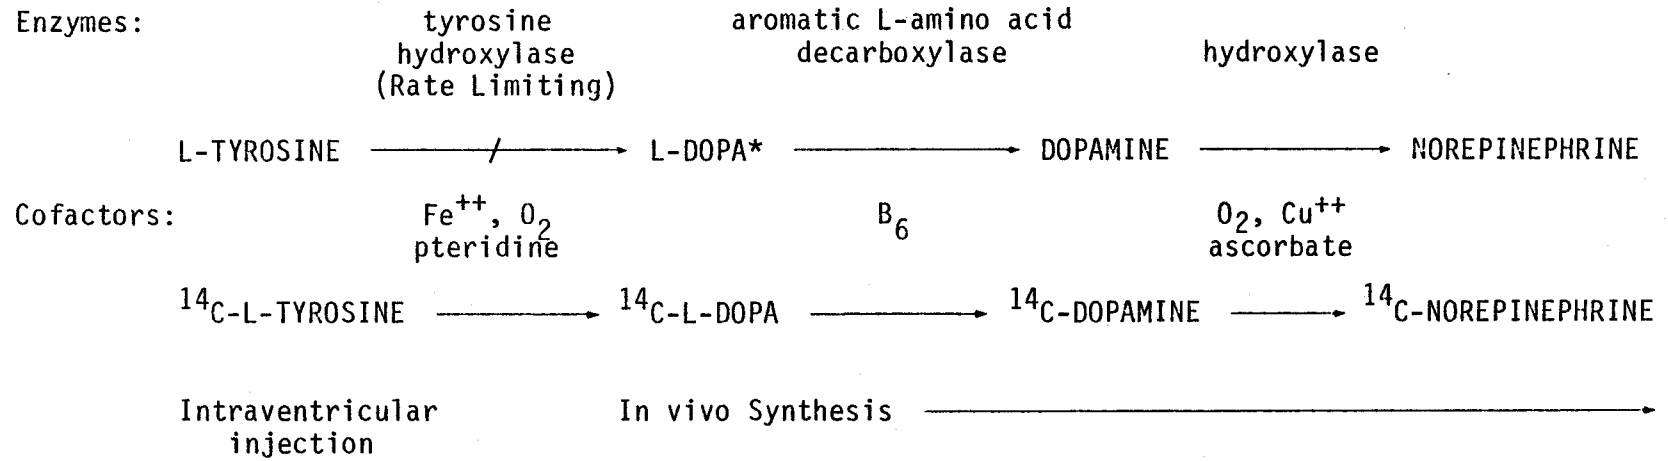 Enzymes: tyrosine aromatic L-amino acid
hydroxylase decarboxylase hydroxylase
(Rate Limiting)
L-TYROSINE L-DOPA* DOPAMINE NOREPINEPHRINE
Cofactors: Fe++, O2 B6 O2, Cu++
pteridine ascorbate
14C-L-TYROSINE 14C-L-DOPA 14C-DOPAMINE 14C-NOREPINEPHRINE
Intraventricular In vivo Synthesis
injection